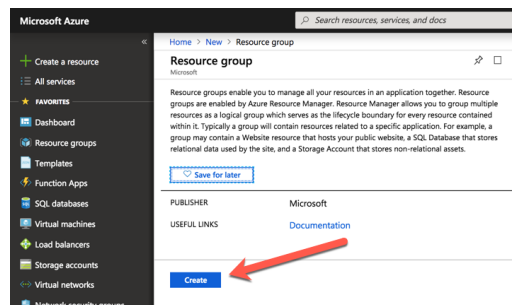 Microsoft Azure
Search resources, services, and docs
«
Home > New > Resource group
Create a resource
All services
FAVORITES
Dashboard
Resource groups
Templates
Function Apps
SQL databases
Virtual machines
Load balancers
Storage accounts
Virtual networks
Network security groups
Resource group
Microsoft
Resource groups enable you to manage all your resources in an application together. Resource
groups are enabled by Azure Resource Manager. Resource Manager allows you to group multiple
resources as a logical group which serves as the lifecycle boundary for every resource contained
within it. Typically a group will contain resources related to a specific application. For example, a
group may contain a Website resource that hosts your public website, a SQL Database that stores
relational data used by the site, and a Storage Account that stores non-relational assets.
Save for later
PUBLISHER Microsoft
USEFUL LINKS Documentation
Create